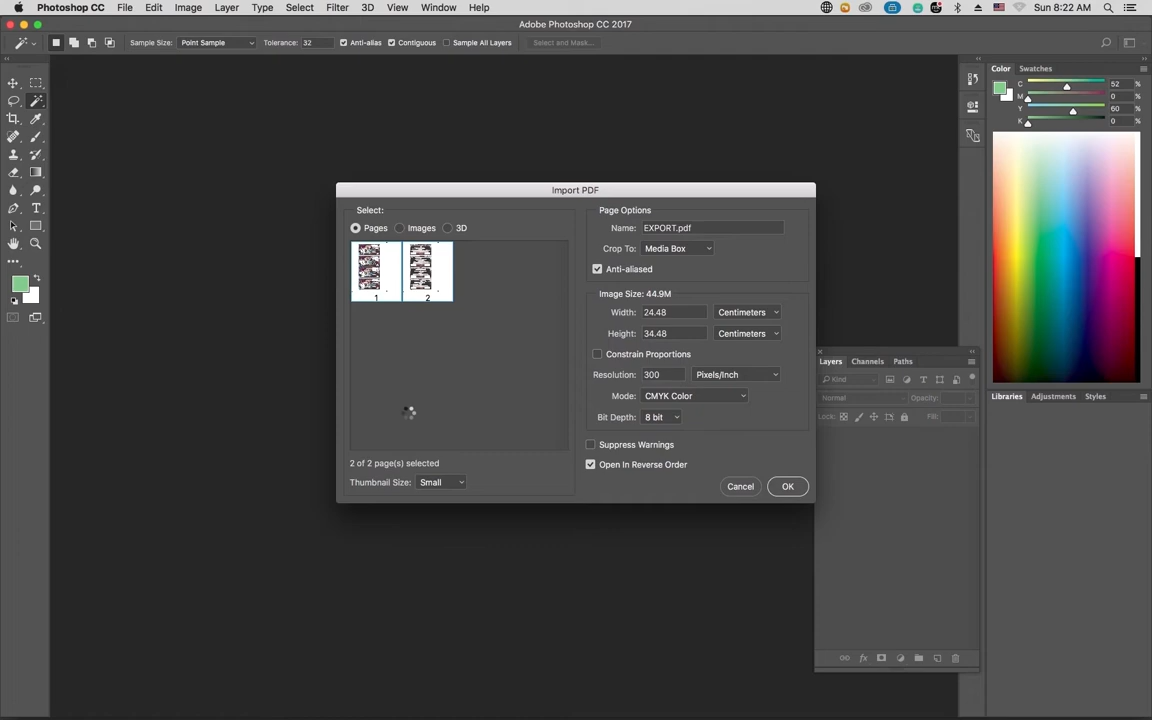 Photoshop CC File Edit Image Layer Type Select Filter 3D View Window Help Sun 8:22 AM
Adobe Photoshop CC 2017
Sample Size: Point Sample Tolerance: 32 Anti-alias Contiguous Sample All Layers Select and Mask...
Color Swatches
C 52 %
M 0 %
Y 60 %
K 0 %
Import PDF
Select:
Pages Images 3D
1 2
2 of 2 page(s) selected
Thumbnail Size: Small
Page Options
Name: EXPORT.pdf
Crop To: Media Box
Anti-aliased
Image Size: 44.9M
Width: 24.48 Centimeters
Height: 34.48 Centimeters
Constrain Proportions
Resolution: 300 Pixels/Inch
Mode: CMYK Color
Bit Depth: 8 bit
Suppress Warnings
Open In Reverse Order
Cancel OK
Layers Channels Paths
Kind
Normal Opacity:
Lock: Fill:
Libraries Adjustments Styles